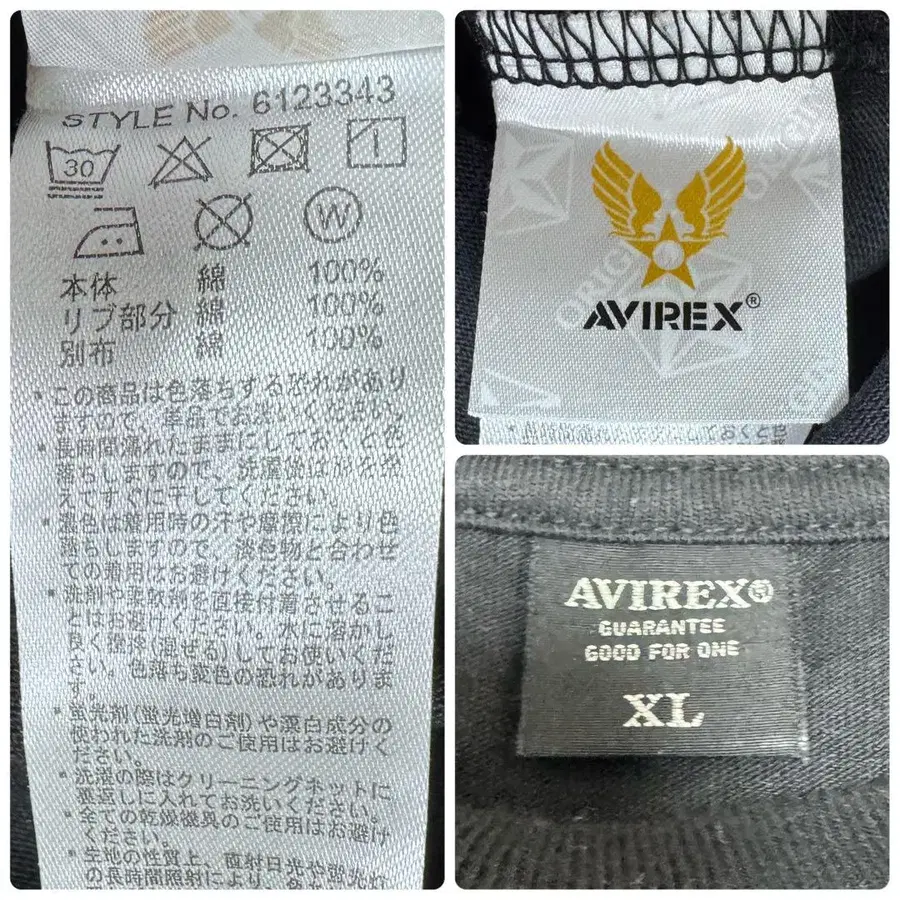 STYLE No. 6123343
30
W
本体 綿 100%
リブ部分 綿 100%
別布 綿 100%
*この商品は色落ちする恐れがあり
ますので、単品でお洗いください。
*長時間濡れたままにしておくと色
落ちしますので、洗濯後は形を整
えてすぐに干してください。
*濃色は着用時の汗や摩擦により色
落ちしますので、淡色物と合わせ
ての着用はお避けください。
*洗剤や柔軟剤を直接付着させるこ
とはお避けください。水に溶かし
良く攪拌(混ぜる)してお使いくだ
さい。色落ち変色の恐れがありま
す。
*蛍光剤(蛍光増白剤)や漂白成分の
使われた洗剤のご使用はお避けく
ださい。
*洗濯の際はクリーニングネットに
裏返しに入れてお洗いください。
*全ての乾燥機具のご使用はお避け
ください。
*生地の性質上、直射日光や蛍光灯
の長時間照射により、
ORIGINAL
AVIREX®
AVIREX®
GUARANTEE
GOOD FOR ONE
XL